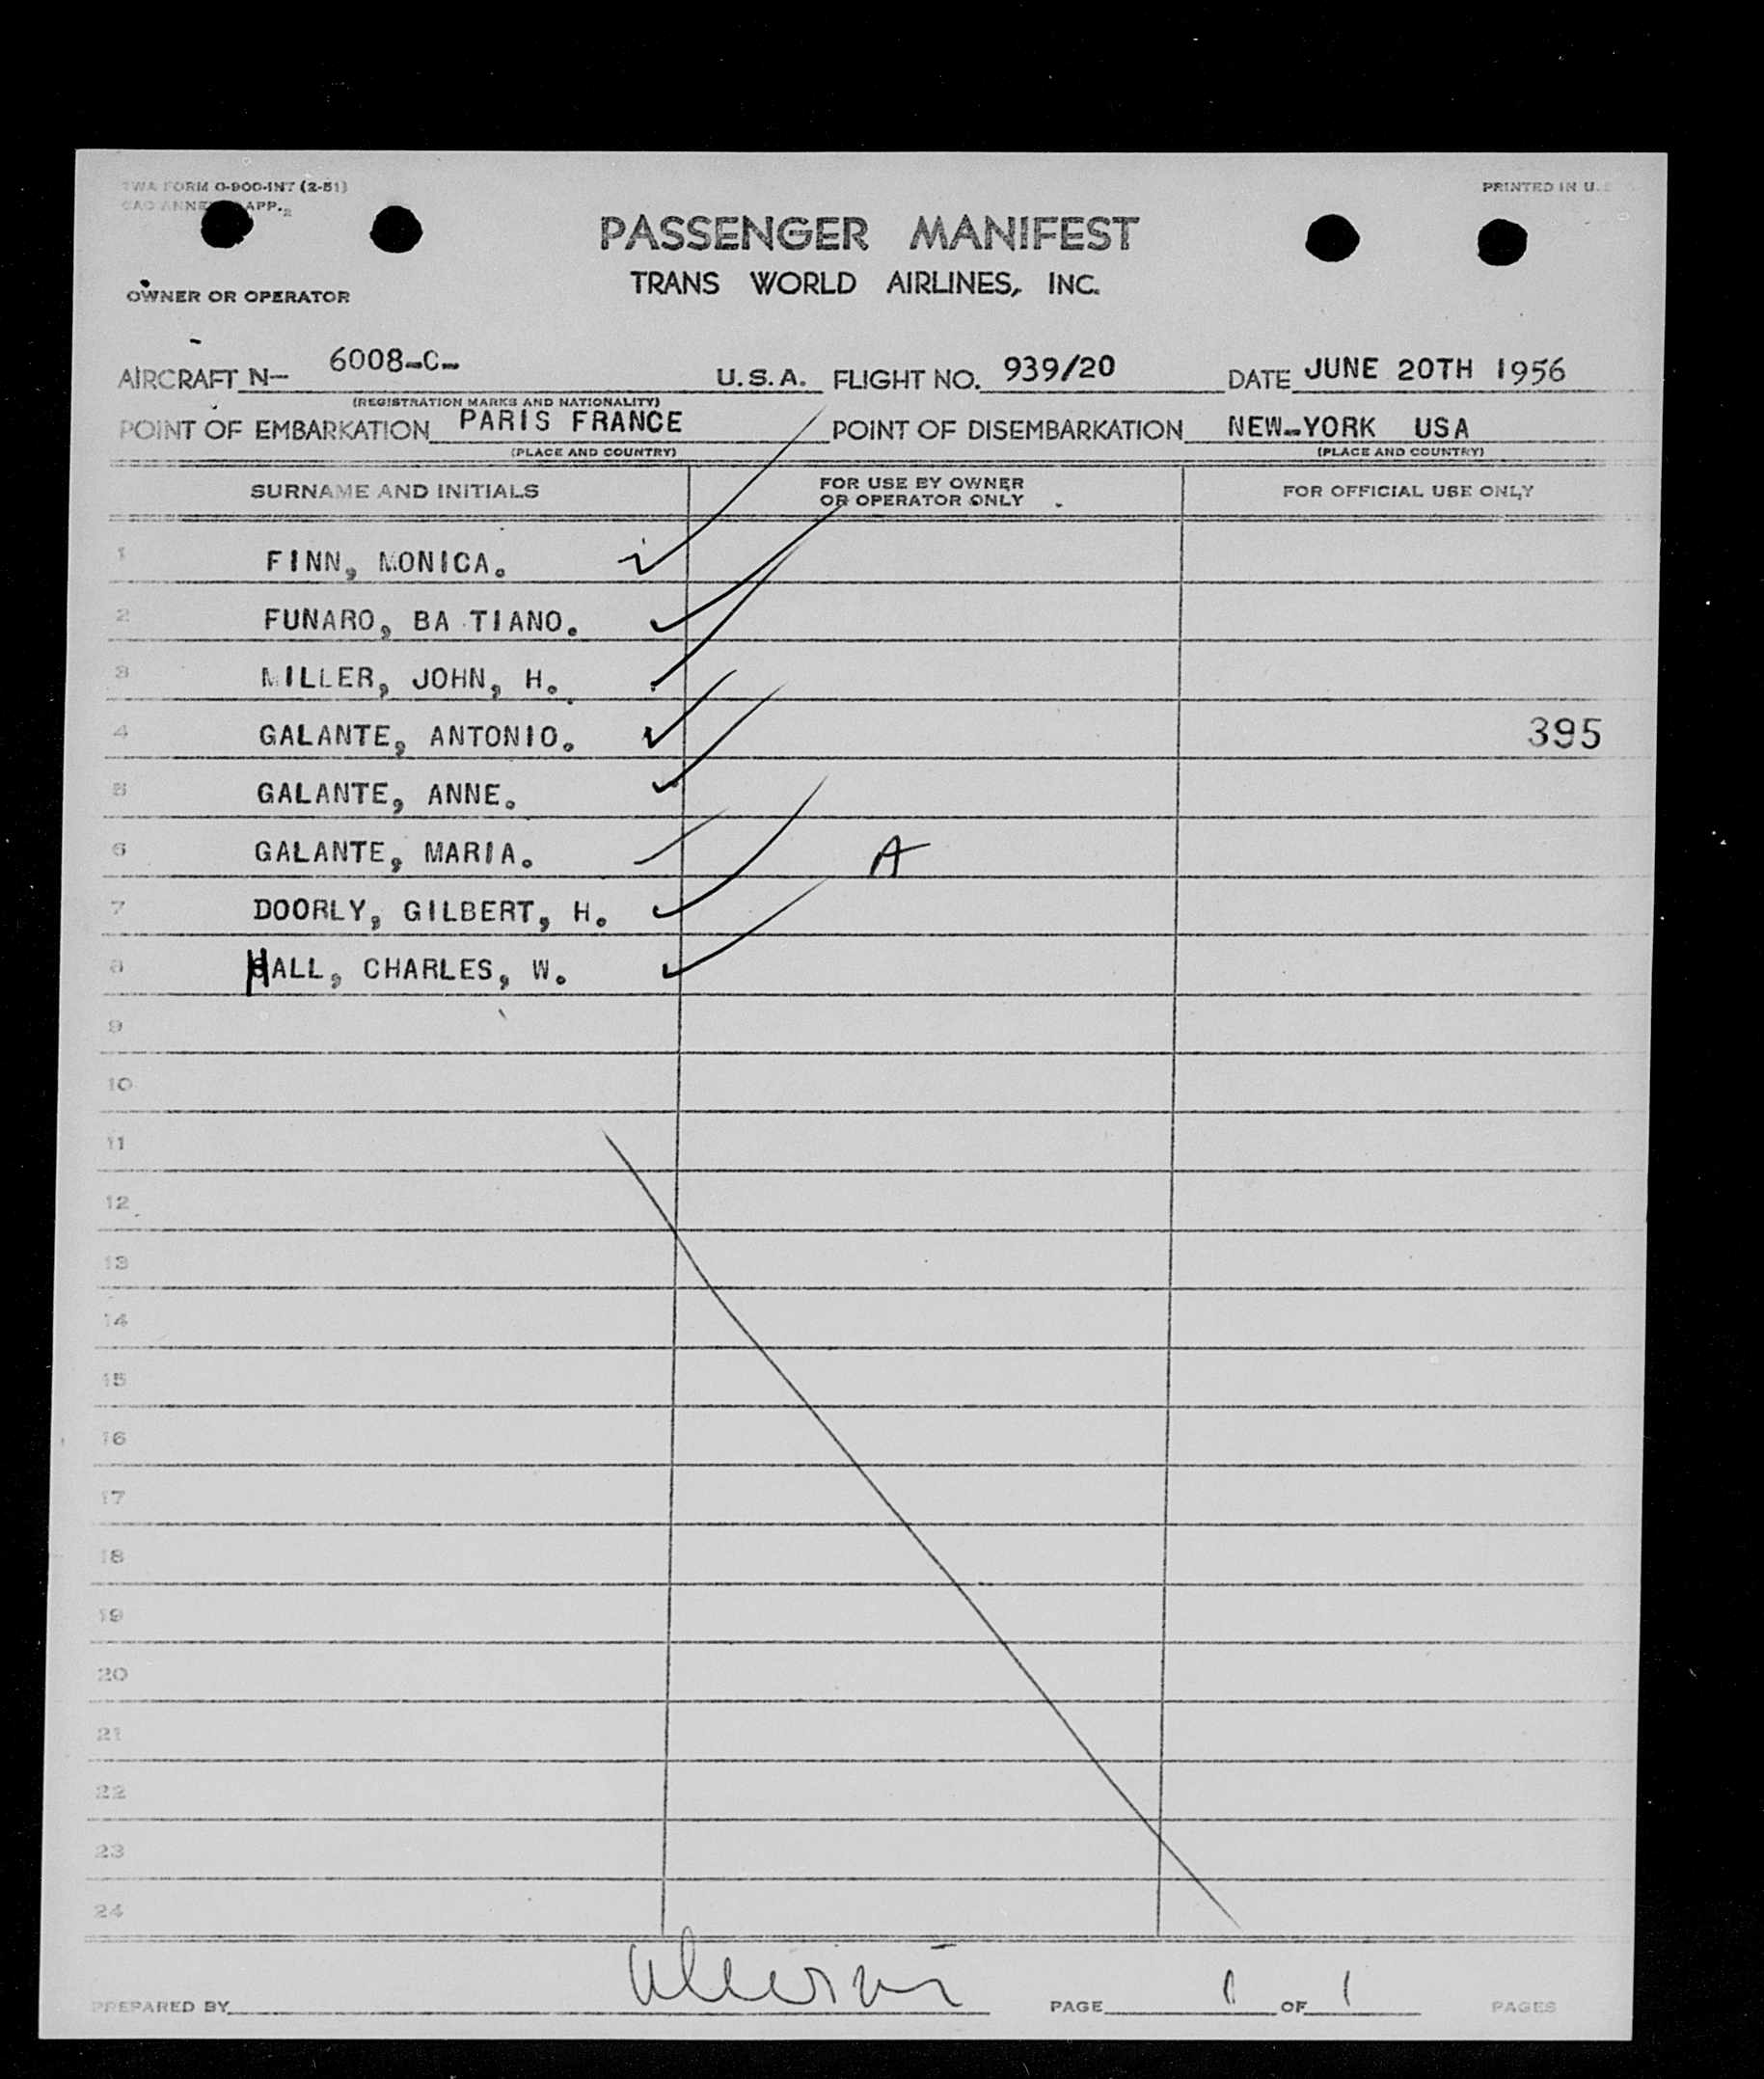 TWA FORM O-900-INT (2-51) PRINTED IN U.
APP. 2
PASSENGER MANIFEST
TRANS WORLD AIRLINES, INC.
OWNER OR OPERATOR
AIRCRAFT N- 6008-C- U.S.A. FLIGHT NO. 939/20 DATE JUNE 20TH 1956
(REGISTRATION MARKS AND NATIONALITY)
POINT OF EMBARKATION PARIS FRANCE POINT OF DISEMBARKATION NEW-YORK USA
(PLACE AND COUNTRY) (PLACE AND COUNTRY)
SURNAME AND INITIALS FOR USE BY OWNER OR OPERATOR ONLY FOR OFFICIAL USE ONLY
1 FINN, MONICA.
2 FUNARO, BA TIANO.
3 MILLER, JOHN, H.
4 GALANTE, ANTONIO. 395
5 GALANTE, ANNE.
6 GALANTE, MARIA. A
7 DOORLY, GILBERT, H.
8 HALL, CHARLES, W.
9
10
11
12
13
14
15
16
17
18
19
20
21
22
23
24
PREPARED BY PAGE 1 OF 1 PAGES